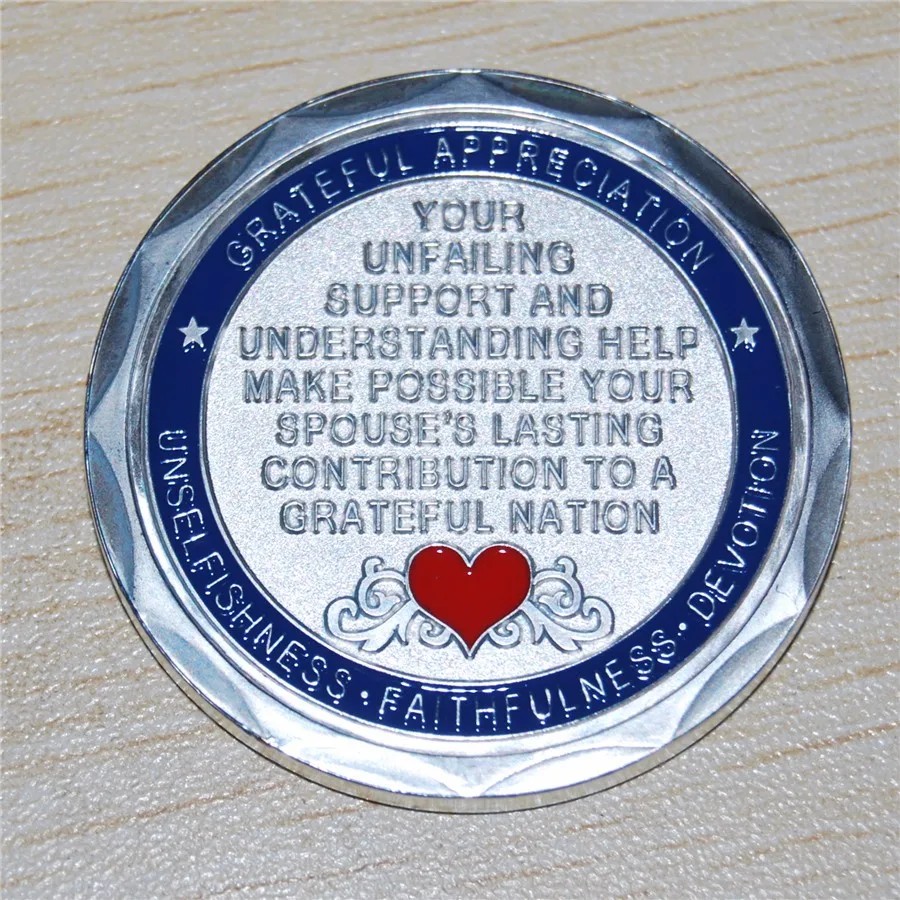 GRATEFUL APPRECIATION
YOUR
UNFAILING
SUPPORT AND
UNDERSTANDING HELP
MAKE POSSIBLE YOUR
SPOUSE'S LASTING
CONTRIBUTION TO A
GRATEFUL NATION
UNSELFISHNESS · FAITHFULNESS · DEVOTION